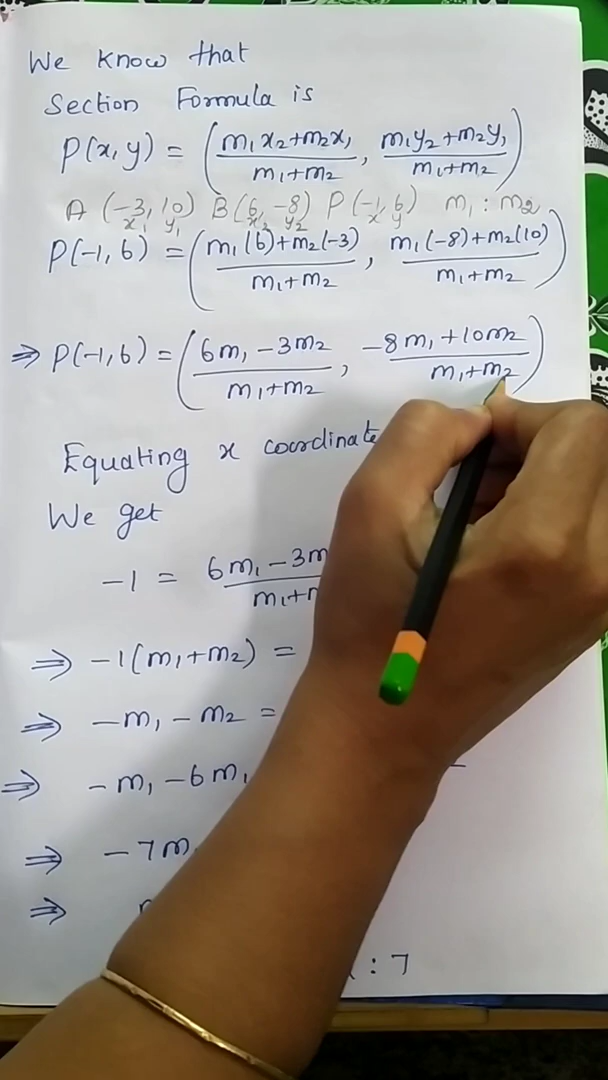 We know that
Section Formula is
P(x, y) = ( m₁x₂+m₂x₁ / m₁+m₂ , m₁y₂+m₂y₁ / m₁+m₂ )
A (-3, 10) B(6, -8) P(-1, 6) m₁ : m₂
x₁ y₁ x₂ y₂ x y
P(-1, 6) = ( m₁(6)+m₂(-3) / m₁+m₂ , m₁(-8)+m₂(10) / m₁+m₂ )
⇒ P(-1, 6) = ( 6m₁ - 3m₂ / m₁+m₂ , -8m₁+10m₂ / m₁+m₂ )
Equating x coordinate
We get
-1 = 6m₁ - 3m / m₁+
⇒ -1(m₁+m₂) =
⇒ -m₁ - m₂ =
⇒ -m₁ - 6m₁
⇒ -7m
⇒
: 7